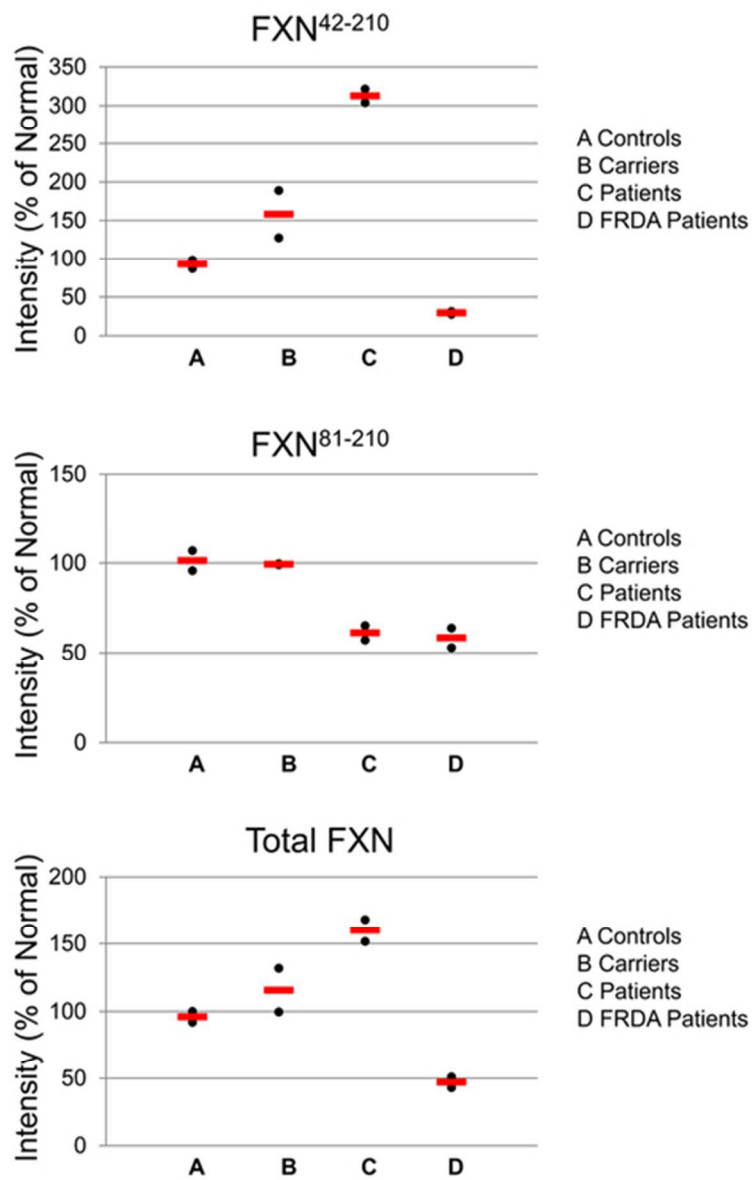 FXN42-210
Intensity (% of Normal)
350
300
250
200
150
100
50
0
A
B
C
D
A Controls
B Carriers
C Patients
D FRDA Patients
FXN81-210
Intensity (% of Normal)
150
100
50
0
A
B
C
D
A Controls
B Carriers
C Patients
D FRDA Patients
Total FXN
Intensity (% of Normal)
200
150
100
50
0
A
B
C
D
A Controls
B Carriers
C Patients
D FRDA Patients